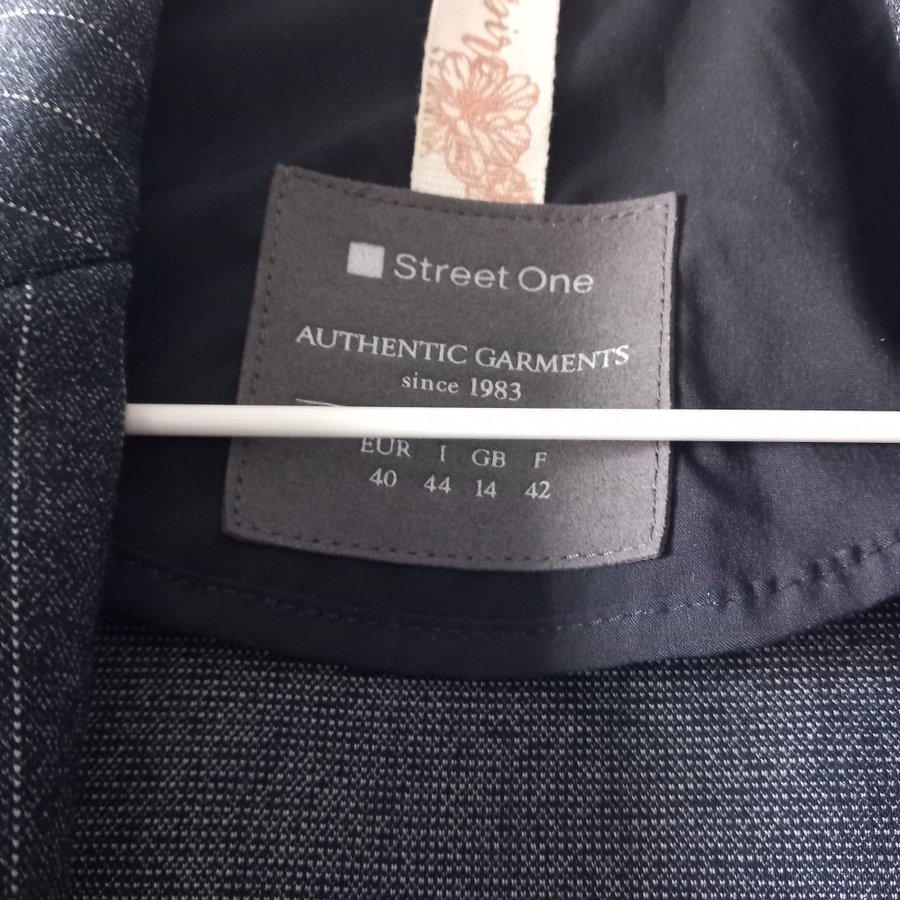 Street One
AUTHENTIC GARMENTS
since 1983
EUR I GB F
40 44 14 42